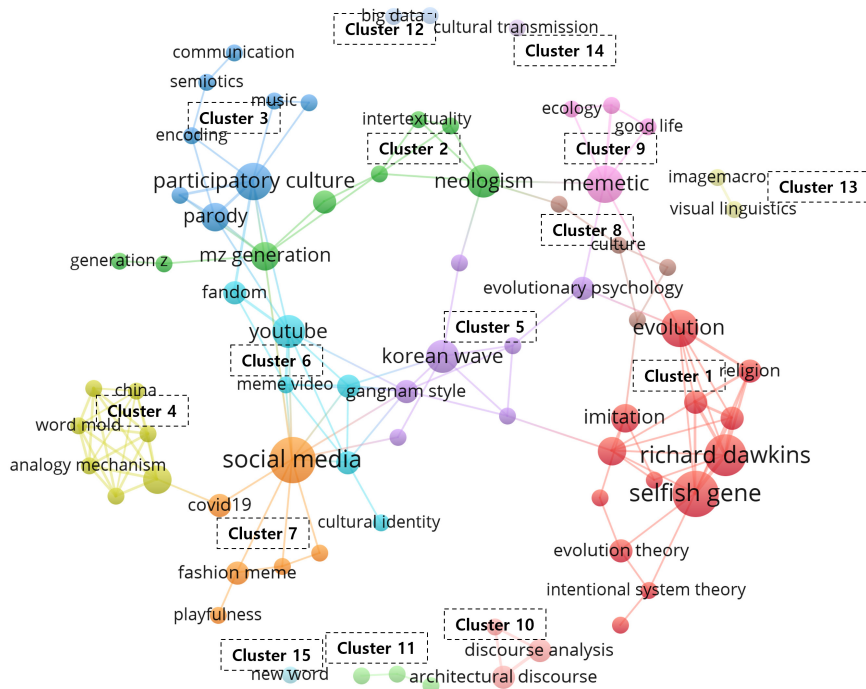 big data
Cluster 12
cultural transmission
Cluster 14
communication
semiotics
music
Cluster 3
encoding
intertextuality
Cluster 2
ecology
good life
Cluster 9
participatory culture
neologism
memetic
imagemacro
Cluster 13
visual linguistics
parody
Cluster 8
culture
mz generation
generation z
fandom
evolutionary psychology
youtube
Cluster 5
evolution
Cluster 6
korean wave
meme video
gangnam style
Cluster 1
religion
china
Cluster 4
word mold
imitation
analogy mechanism
social media
richard dawkins
selfish gene
covid19
cultural identity
Cluster 7
fashion meme
evolution theory
intentional system theory
playfulness
Cluster 10
discourse analysis
Cluster 15
new word
Cluster 11
architectural discourse